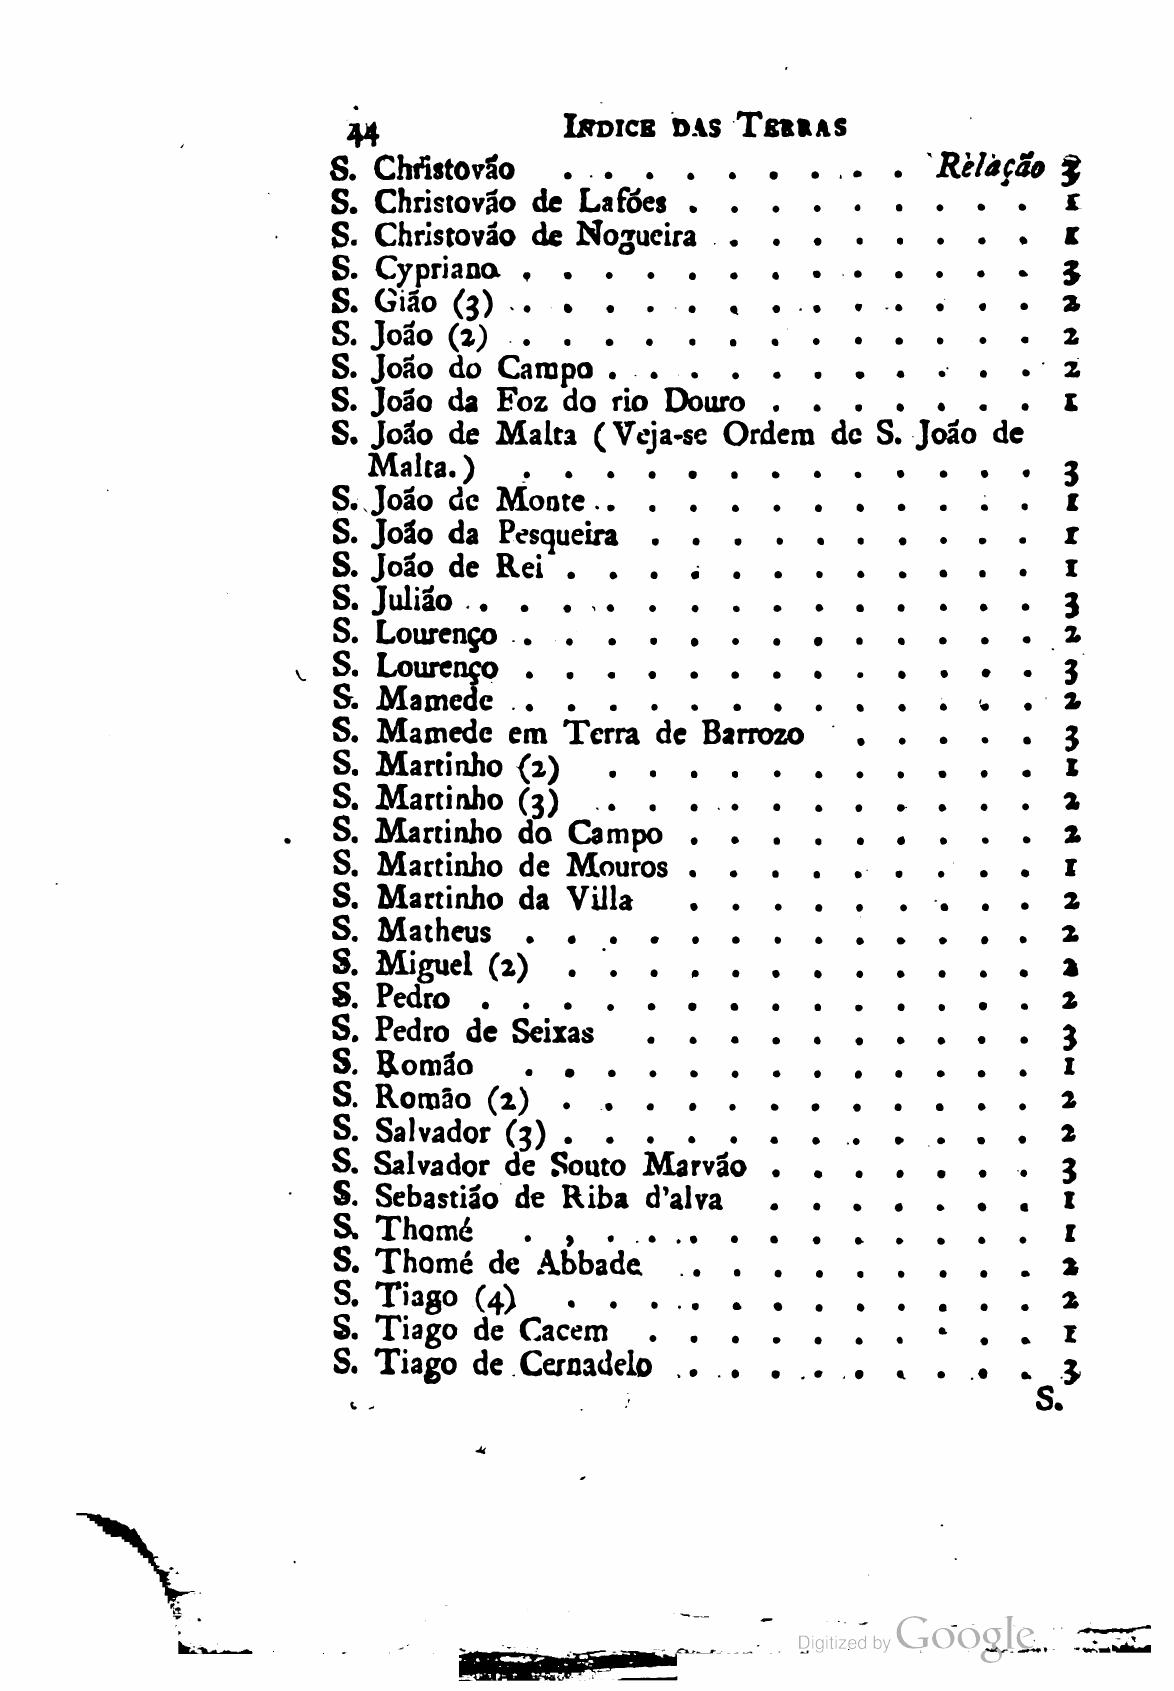 44 INDICE DAS TERRAS
S. Christovão . . . . . . . . . Relação 3
S. Christovão de Lafões . . . . . . . . . 1
S. Christovão de Nogueira . . . . . . . . 1
S. Cypriano . . . . . . . . . . . . . 3
S. Gião (3) . . . . . . . . . . . . . 2
S. João (2) . . . . . . . . . . . . . 2
S. João do Campo . . . . . . . . . . . 2
S. João da Foz do rio Douro . . . . . . . 1
S. João de Malta (Veja-se Ordem de S. João de
Malta.) . . . . . . . . . . . . . 3
S. João de Monte . . . . . . . . . . . 1
S. João da Pesqueira . . . . . . . . . . 1
S. João de Rei . . . . . . . . . . . . 1
S. Julião . . . . . . . . . . . . . . 3
S. Lourenço . . . . . . . . . . . . . 2
S. Lourenço . . . . . . . . . . . . . 3
S. Mamede . . . . . . . . . . . . . 2
S. Mamede em Terra de Barrozo . . . . . 3
S. Martinho (2) . . . . . . . . . . . 1
S. Martinho (3) . . . . . . . . . . . 2
S. Martinho do Campo . . . . . . . . . 2
S. Martinho de Mouros . . . . . . . . . 1
S. Martinho da Villa . . . . . . . . . 2
S. Matheus . . . . . . . . . . . . . 2
S. Miguel (2) . . . . . . . . . . . . 2
S. Pedro . . . . . . . . . . . . . . 2
S. Pedro de Seixas . . . . . . . . . . 3
S. Romão . . . . . . . . . . . . . 1
S. Romão (2) . . . . . . . . . . . . 2
S. Salvador (3) . . . . . . . . . . . . 2
S. Salvador de Souto Marvão . . . . . . . 3
S. Sebastião de Riba d'alva . . . . . . . 1
S. Thomé . . . . . . . . . . . . . 1
S. Thomé de Abbade . . . . . . . . . 2
S. Tiago (4) . . . . . . . . . . . . 2
S. Tiago de Cacem . . . . . . . . . . 1
S. Tiago de Cernadelo . . . . . . . . . 3
S.
Digitized by Google